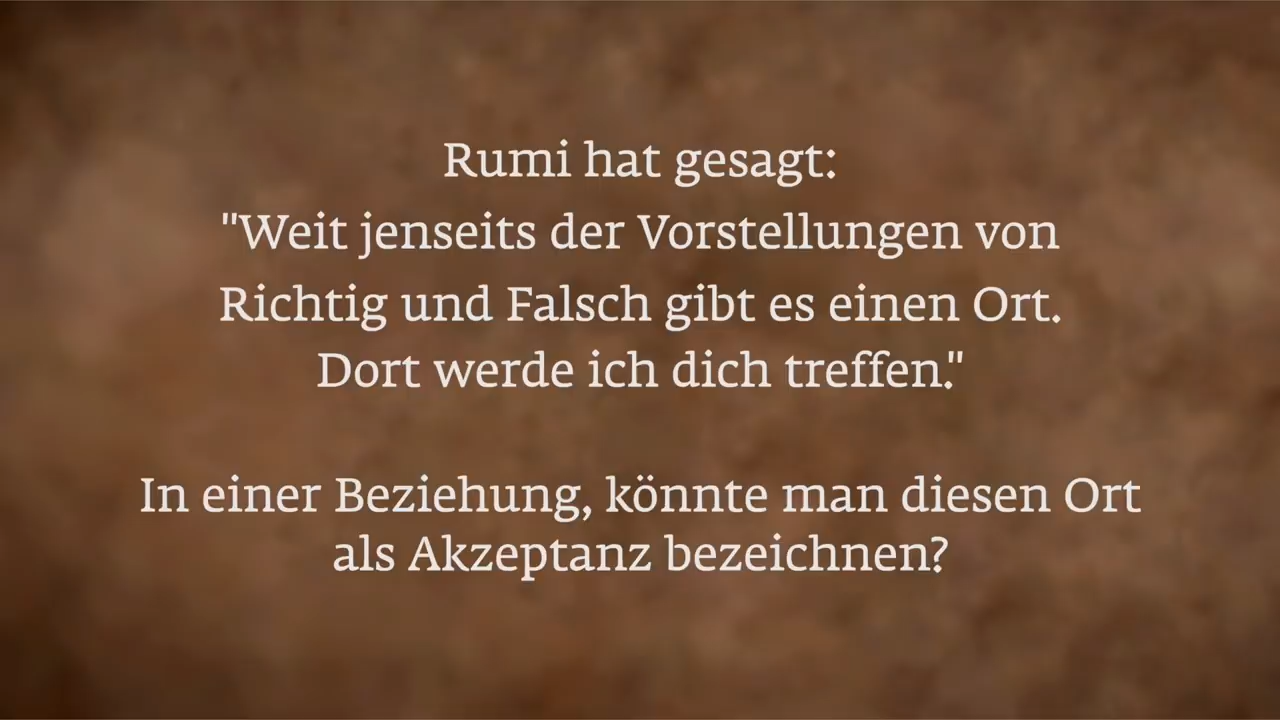 Rumi hat gesagt:
"Weit jenseits der Vorstellungen von
Richtig und Falsch gibt es einen Ort.
Dort werde ich dich treffen."
In einer Beziehung, könnte man diesen Ort
als Akzeptanz bezeichnen?